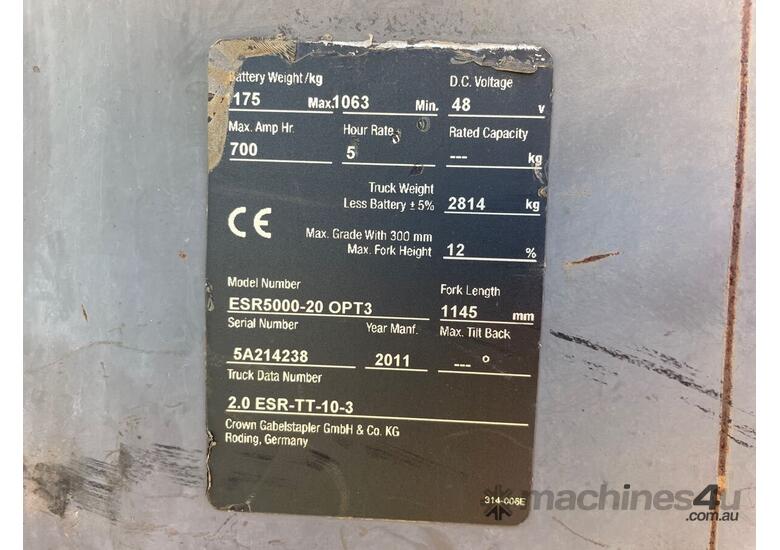 Battery Weight/kg D.C. Voltage
1175 Max. 1063 Min. 48 v
Max. Amp Hr. Hour Rate Rated Capacity
700 5 --- kg
Truck Weight
Less Battery ± 5% 2814 kg
CE
Max. Grade With 300 mm
Max. Fork Height 12 %
Model Number Fork Length
ESR5000-20 OPT3 1145 mm
Serial Number Year Manf. Max. Tilt Back
5A214238 2011 --- °
Truck Data Number
2.0 ESR-TT-10-3
Crown Gabelstapler GmbH & Co. KG
Roding, Germany
314-006E
machines4u
.com.au